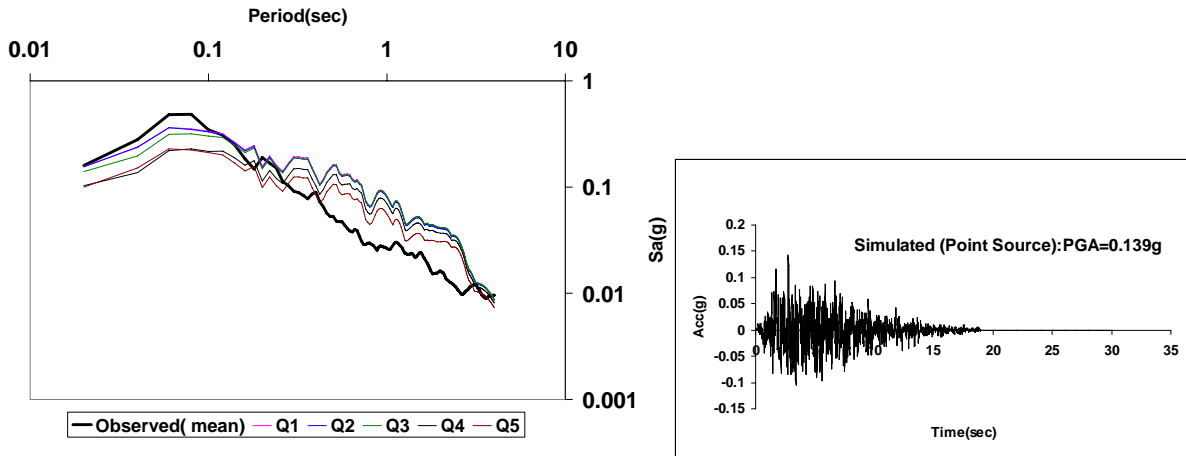 Period(sec)
0.01 0.1 1 10
1
0.1
0.01
0.001
Sa(g)
Observed( mean) Q1 Q2 Q3 Q4 Q5
Simulated (Point Source):PGA=0.139g
Acc(g)
0.2
0.15
0.1
0.05
0
-0.05
-0.1
-0.15
0 10 15 20 25 30 35
Time(sec)